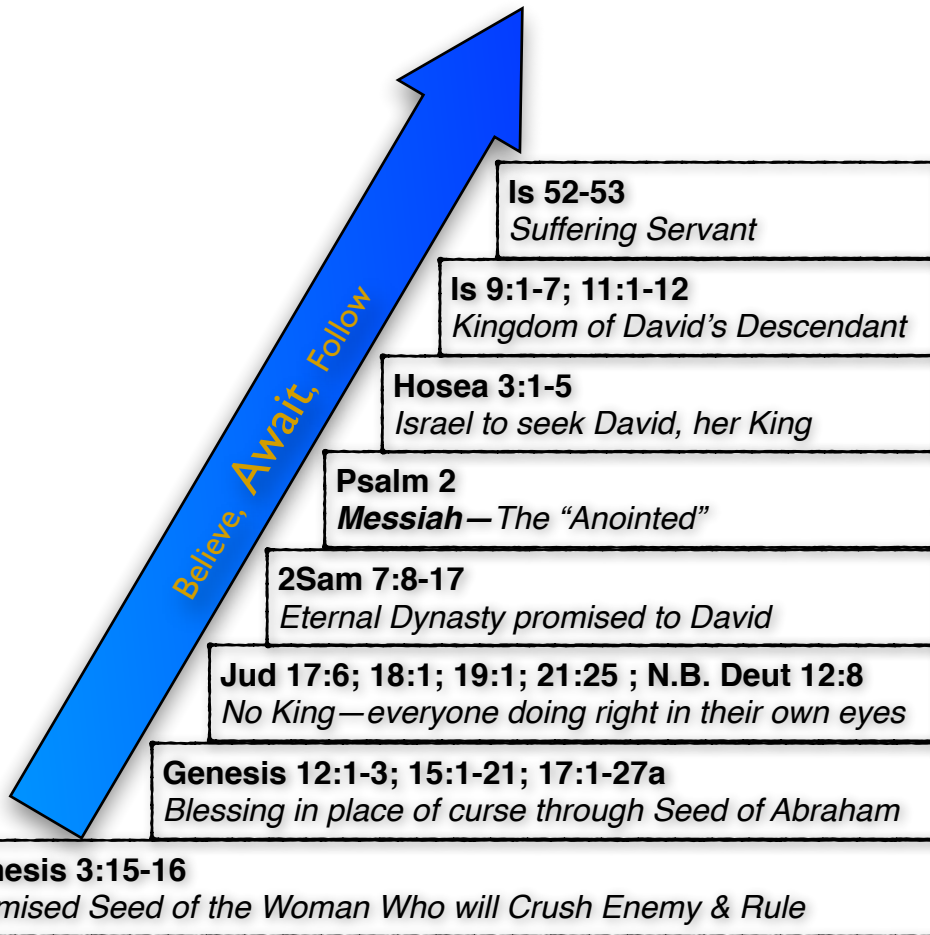 Is 52-53
Suffering Servant
Is 9:1-7; 11:1-12
Kingdom of David’s Descendant
Hosea 3:1-5
Israel to seek David, her King
Psalm 2
Messiah—The “Anointed”
2Sam 7:8-17
Eternal Dynasty promised to David
Jud 17:6; 18:1; 19:1; 21:25 ; N.B. Deut 12:8
No King—everyone doing right in their own eyes
Genesis 12:1-3; 15:1-21; 17:1-27a
Blessing in place of curse through Seed of Abraham
nesis 3:15-16
mised Seed of the Woman Who will Crush Enemy & Rule
Believe, Await, Follow